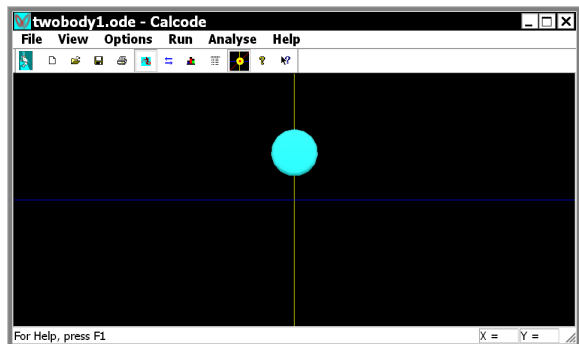 twobody1.ode - Calcode
File View Options Run Analyse Help
For Help, press F1 X = Y =